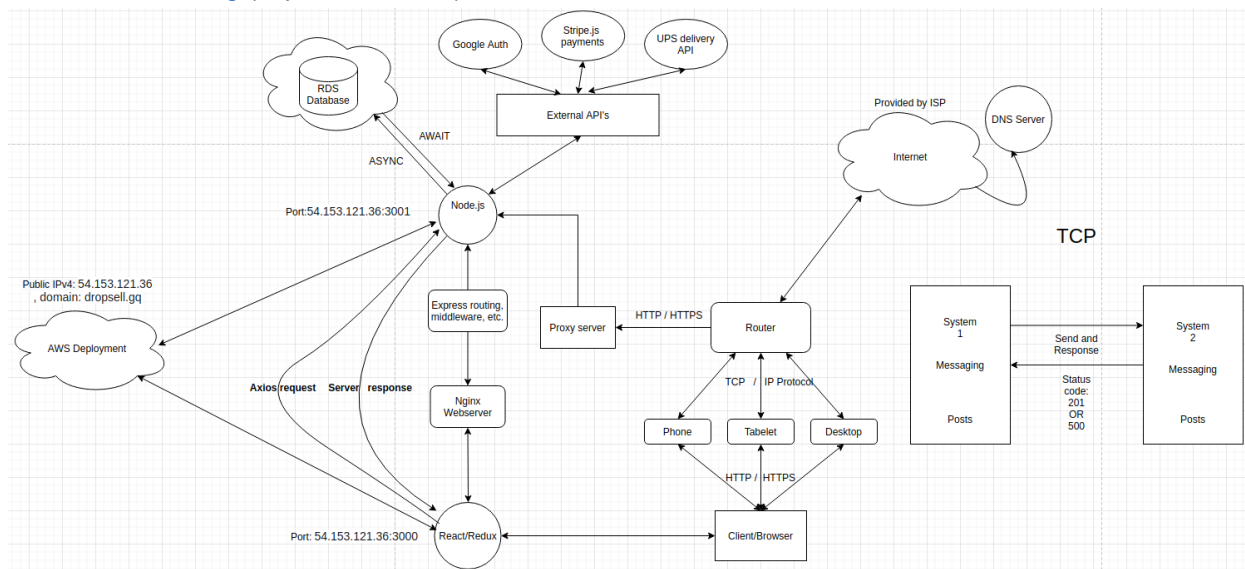 Google Auth
Stripe.js
payments
UPS delivery
API
RDS
Database
External API's
Provided by ISP
DNS Server
Internet
AWAIT
ASYNC
Node.js
Port:54.153.121.36:3001
TCP
Public IPv4: 54.153.121.36
, domain: dropsell.gq
AWS Deployment
Express routing,
middleware, etc.
Proxy server
HTTP / HTTPS
Router
System
1
Messaging
Posts
Send and
Response
Status
code:
201
OR
500
System
2
Messaging
Posts
Axios request
Server response
TCP / IP Protocol
Nginx
Webserver
Phone
Tabelet
Desktop
HTTP / HTTPS
Port: 54.153.121.36:3000
React/Redux
Client/Browser